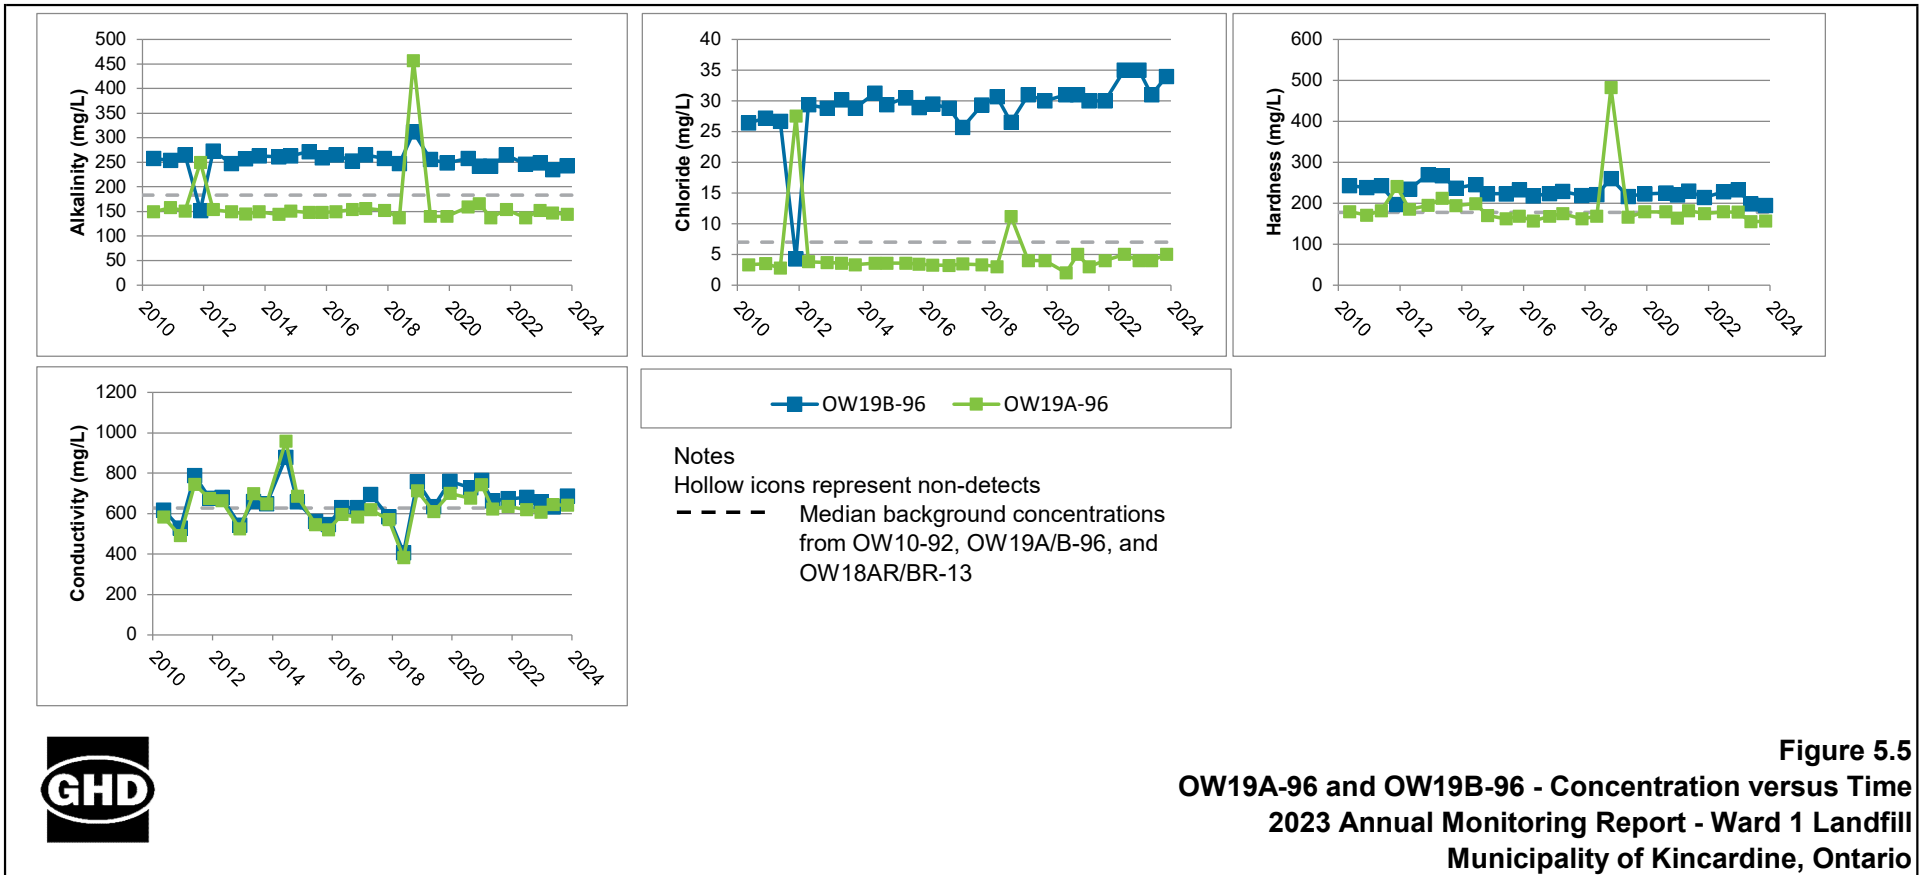 500
450
400
350
300
250
200
150
100
50
0
Alkalinity (mg/L)
2010 2012 2014 2016 2018 2020 2022 2024
40
35
30
25
20
15
10
5
0
Chloride (mg/L)
2010 2012 2014 2016 2018 2020 2022 2024
600
500
400
300
200
100
0
Hardness (mg/L)
2010 2012 2014 2016 2018 2020 2022 2024
1200
1000
800
600
400
200
0
Conductivity (mg/L)
2010 2012 2014 2016 2018 2020 2022 2024
OW19B-96 OW19A-96
Notes
Hollow icons represent non-detects
Median background concentrations
from OW10-92, OW19A/B-96, and
OW18AR/BR-13
GHD
Figure 5.5
OW19A-96 and OW19B-96 - Concentration versus Time
2023 Annual Monitoring Report - Ward 1 Landfill
Municipality of Kincardine, Ontario